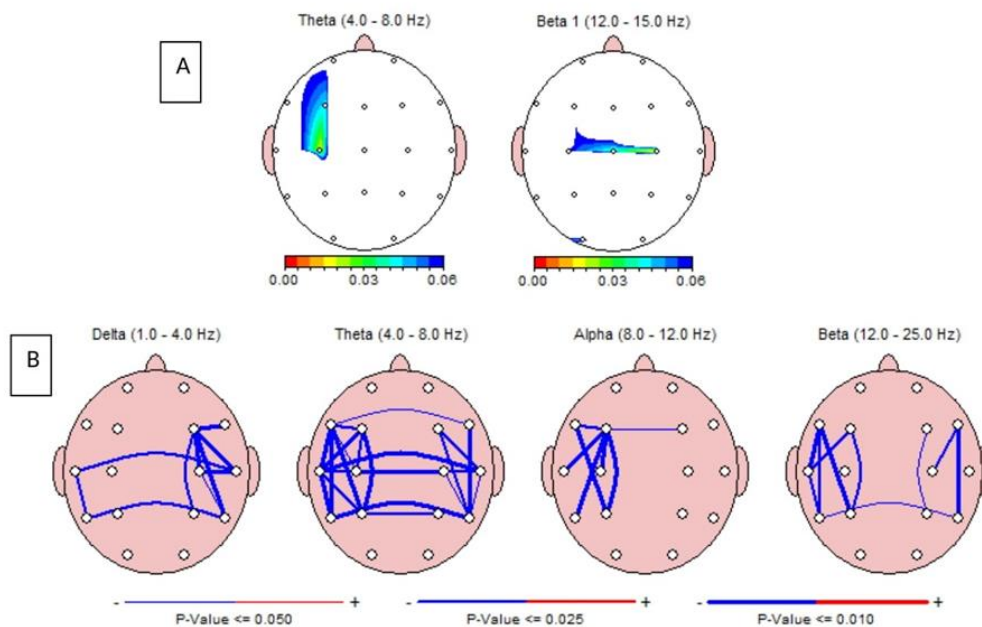 A
Theta (4.0 - 8.0 Hz)
Beta 1 (12.0 - 15.0 Hz)
0.00 0.03 0.06
0.00 0.03 0.06
B
Delta (1.0 - 4.0 Hz)
Theta (4.0 - 8.0 Hz)
Alpha (8.0 - 12.0 Hz)
Beta (12.0 - 25.0 Hz)
- +
P-Value <= 0.050
- +
P-Value <= 0.025
- +
P-Value <= 0.010